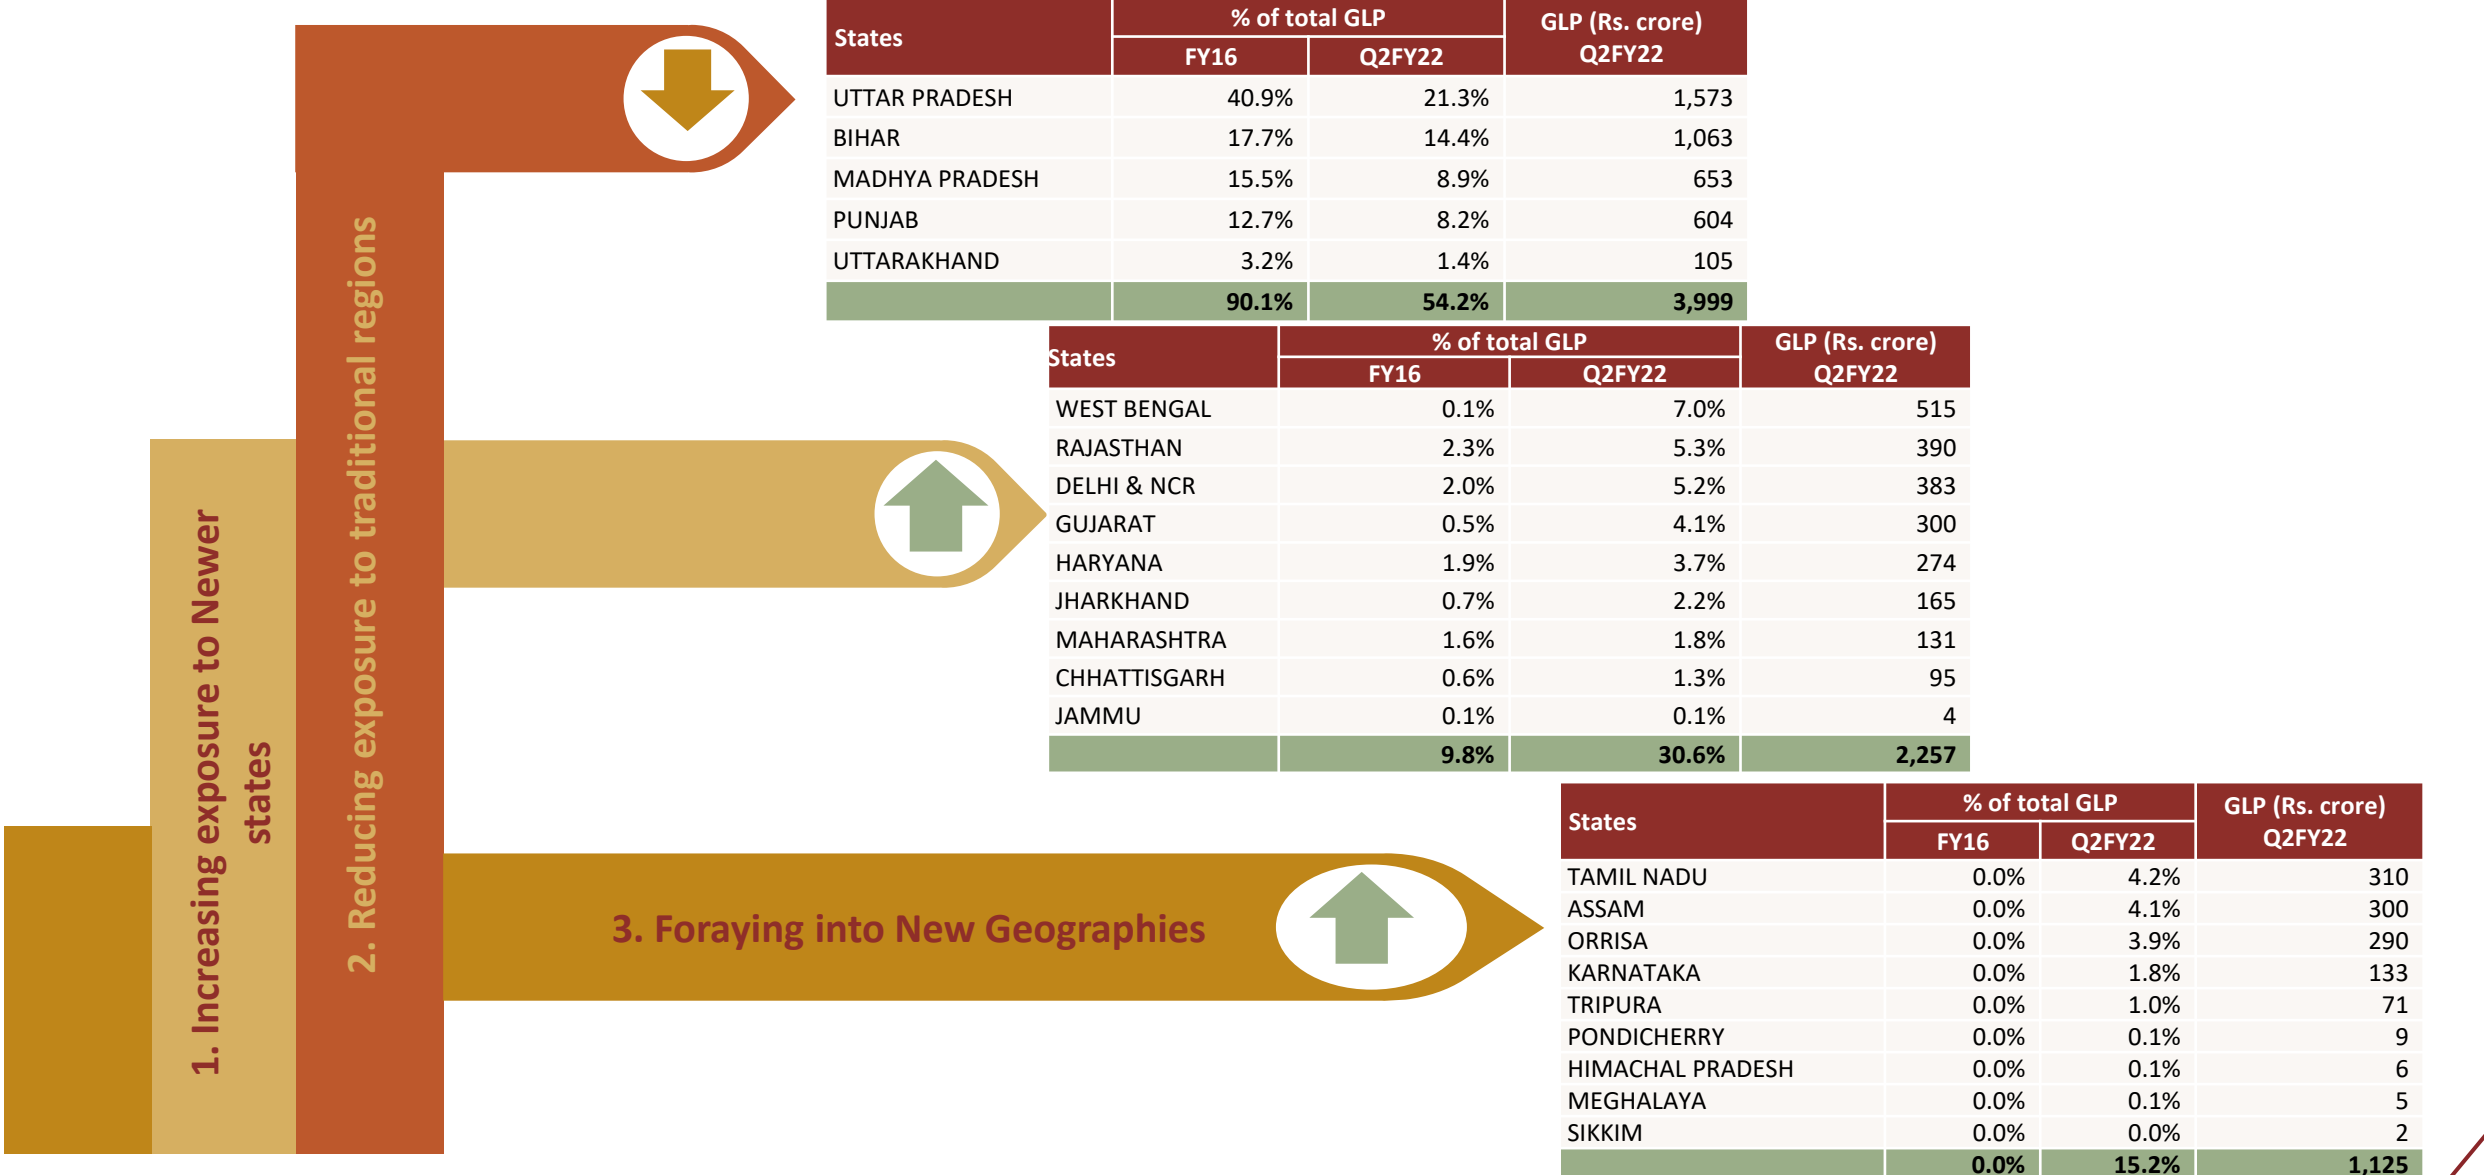 States % of total GLP GLP (Rs. crore)
FY16 Q2FY22 Q2FY22
UTTAR PRADESH 40.9% 21.3% 1,573
BIHAR 17.7% 14.4% 1,063
MADHYA PRADESH 15.5% 8.9% 653
PUNJAB 12.7% 8.2% 604
UTTARAKHAND 3.2% 1.4% 105
90.1% 54.2% 3,999
States % of total GLP GLP (Rs. crore)
FY16 Q2FY22 Q2FY22
WEST BENGAL 0.1% 7.0% 515
RAJASTHAN 2.3% 5.3% 390
DELHI & NCR 2.0% 5.2% 383
GUJARAT 0.5% 4.1% 300
HARYANA 1.9% 3.7% 274
JHARKHAND 0.7% 2.2% 165
MAHARASHTRA 1.6% 1.8% 131
CHHATTISGARH 0.6% 1.3% 95
JAMMU 0.1% 0.1% 4
9.8% 30.6% 2,257
1. Increasing exposure to Newer
states
2. Reducing exposure to traditional regions
3. Foraying into New Geographies
States % of total GLP GLP (Rs. crore)
FY16 Q2FY22 Q2FY22
TAMIL NADU 0.0% 4.2% 310
ASSAM 0.0% 4.1% 300
ORRISA 0.0% 3.9% 290
KARNATAKA 0.0% 1.8% 133
TRIPURA 0.0% 1.0% 71
PONDICHERRY 0.0% 0.1% 9
HIMACHAL PRADESH 0.0% 0.1% 6
MEGHALAYA 0.0% 0.1% 5
SIKKIM 0.0% 0.0% 2
0.0% 15.2% 1,125